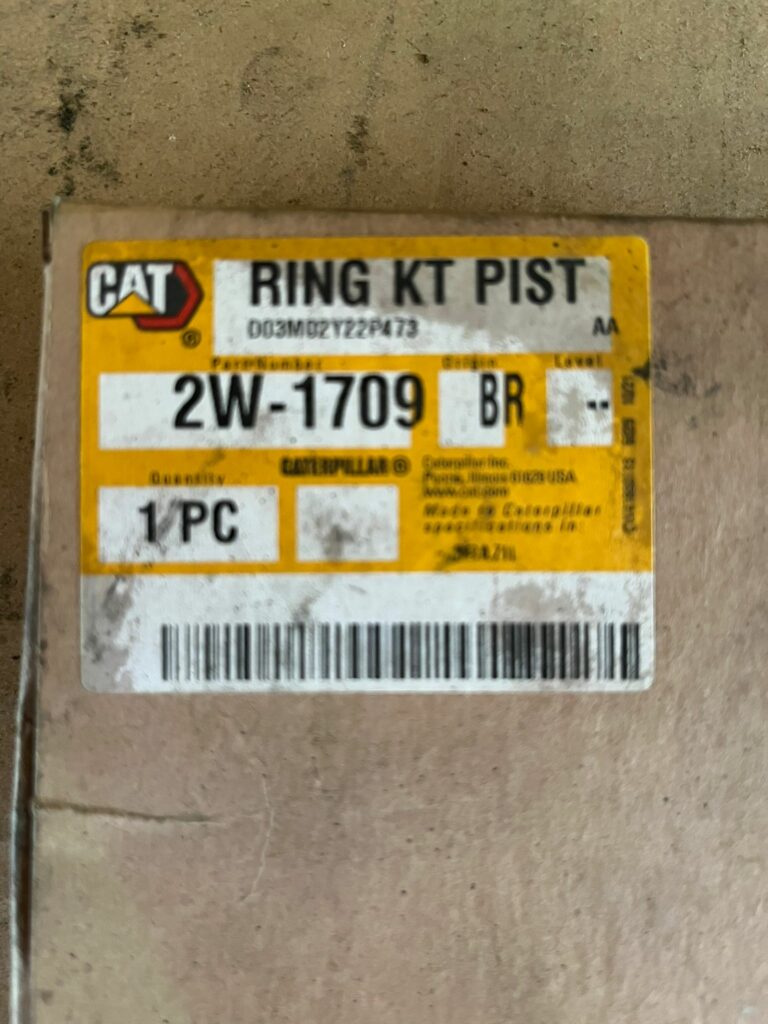 CAT
®
RING KT PIST
D03M02Y22P473 AA
Part Number Origin Level
2W-1709 BR --
Quantity
CATERPILLAR ®
1 PC
Caterpillar Inc.
Peoria, Illinois 61629 USA
www.cat.com
Made to Caterpillar
specifications in:
BRAZIL